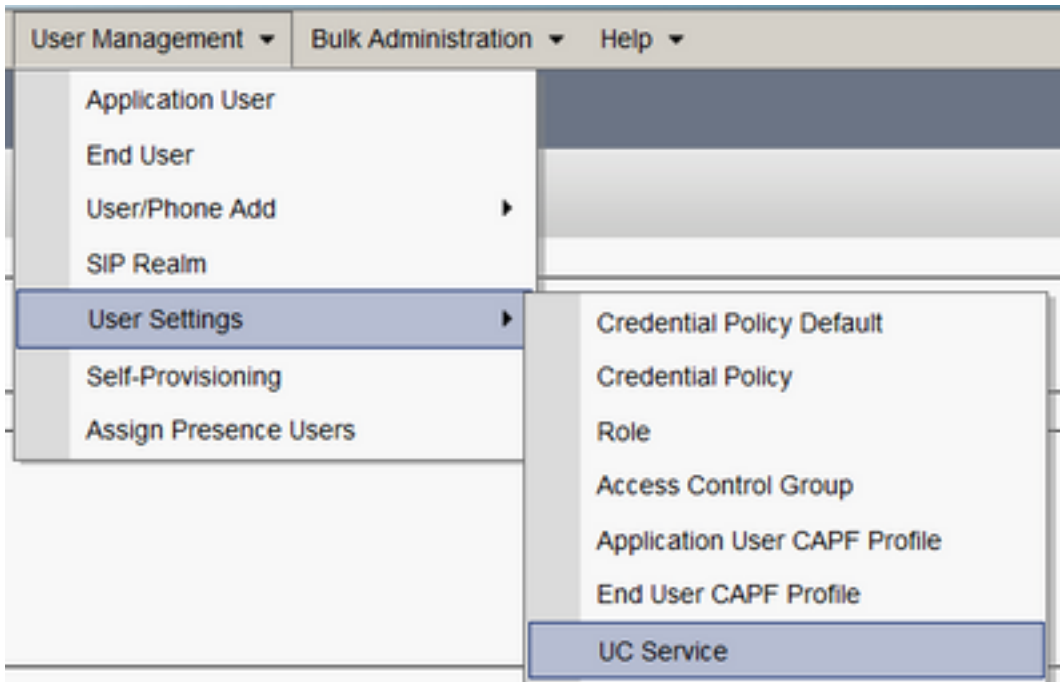 User Management Bulk Administration Help
Application User
End User
User/Phone Add
SIP Realm
User Settings
Self-Provisioning
Assign Presence Users
Credential Policy Default
Credential Policy
Role
Access Control Group
Application User CAPF Profile
End User CAPF Profile
UC Service